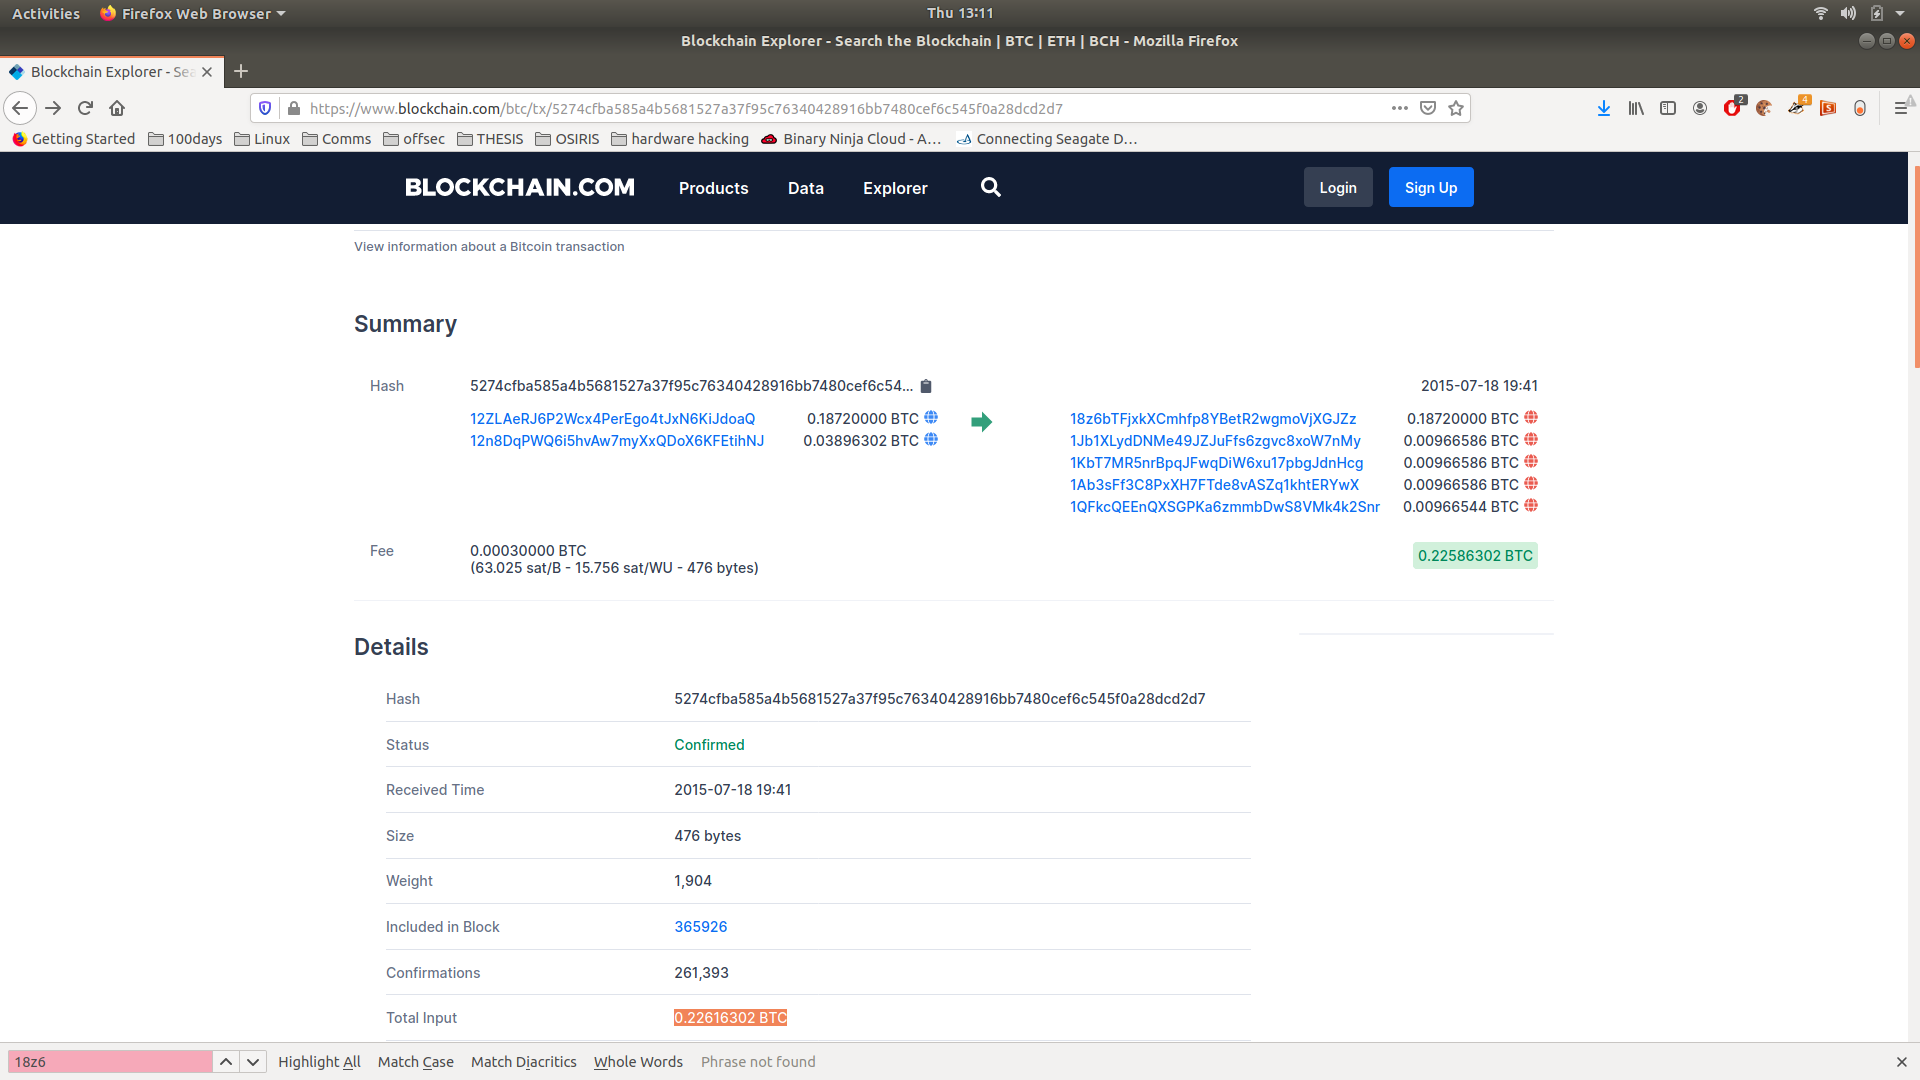 Activities Firefox Web Browser Thu 13:11
Blockchain Explorer - Search the Blockchain | BTC | ETH | BCH - Mozilla Firefox
Blockchain Explorer - Sea
https://www.blockchain.com/btc/tx/5274cfba585a4b5681527a37f95c76340428916bb7480cef6c545f0a28dcd2d7 2 4
Getting Started 100days Linux Comms offsec THESIS OSIRIS hardware hacking Binary Ninja Cloud - A… Connecting Seagate D…
BLOCKCHAIN.COM Products Data Explorer Login Sign Up
View information about a Bitcoin transaction
Summary
Hash 5274cfba585a4b5681527a37f95c76340428916bb7480cef6c54... 2015-07-18 19:41
12ZLAeRJ6P2Wcx4PerEgo4tJxN6KiJdoaQ 0.18720000 BTC 18z6bTFjxkXCmhfp8YBetR2wgmoVjXGJZz 0.18720000 BTC
12n8DqPWQ6i5hvAw7myXxQDoX6KFEtihNJ 0.03896302 BTC 1Jb1XLydDNMe49JZJuFfs6zgvc8xoW7nMy 0.00966586 BTC
1KbT7MR5nrBpqJFwqDiW6xu17pbgJdnHcg 0.00966586 BTC
1Ab3sFf3C8PxXH7FTde8vASZq1khtERYwX 0.00966586 BTC
1QFkcQEEnQXSGPKa6zmmbDwS8VMk4k2Snr 0.00966544 BTC
Fee 0.00030000 BTC 0.22586302 BTC
(63.025 sat/B - 15.756 sat/WU - 476 bytes)
Details
Hash 5274cfba585a4b5681527a37f95c76340428916bb7480cef6c545f0a28dcd2d7
Status Confirmed
Received Time 2015-07-18 19:41
Size 476 bytes
Weight 1,904
Included in Block 365926
Confirmations 261,393
Total Input 0.22616302 BTC
18z6 Highlight All Match Case Match Diacritics Whole Words Phrase not found